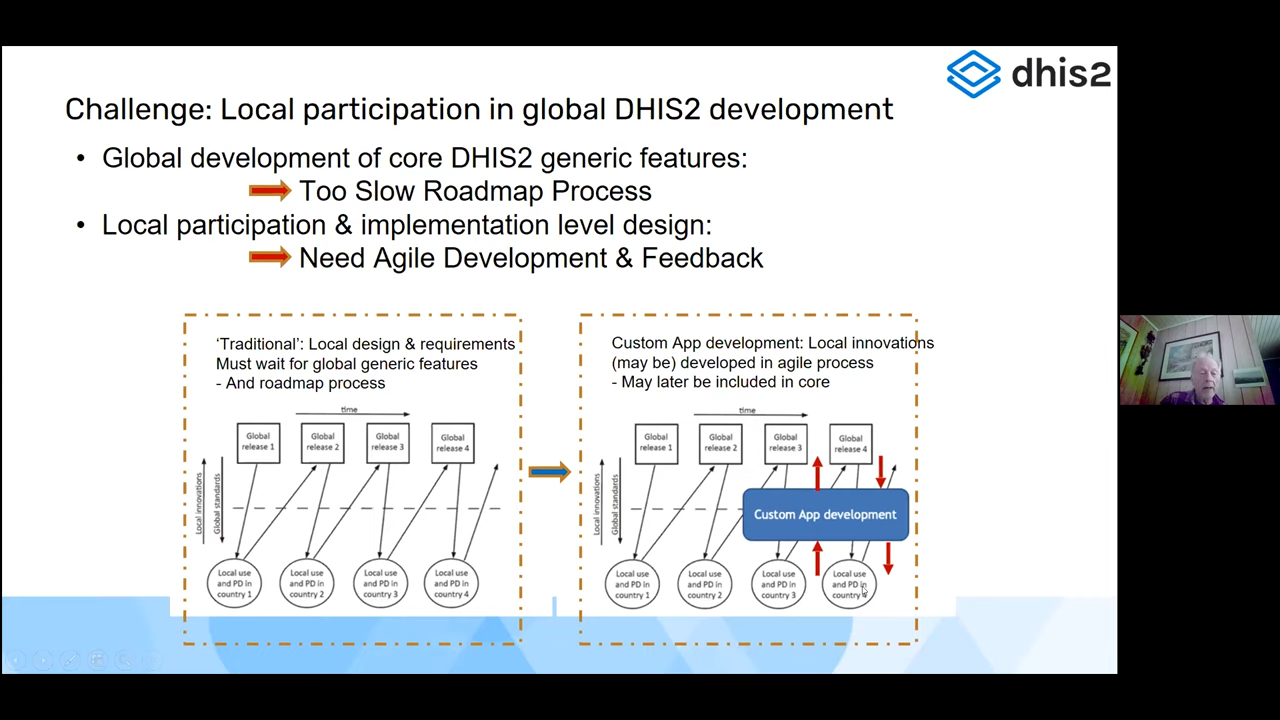 dhis2
Challenge: Local participation in global DHIS2 development
• Global development of core DHIS2 generic features:
Too Slow Roadmap Process
• Local participation & implementation level design:
Need Agile Development & Feedback
‘Traditional’: Local design & requirements
Must wait for global generic features
- And roadmap process
time
Global
release 1
Global
release 2
Global
release 3
Global
release 4
Local innovations
Global standards
Local use
and PD in
country 1
Local use
and PD in
country 2
Local use
and PD in
country 3
Local use
and PD in
country 4
Custom App development: Local innovations
(may be) developed in agile process
- May later be included in core
time
Global
release 1
Global
release 2
Global
release 3
Global
release 4
Local innovations
Global standards
Custom App development
Local use
and PD in
country 1
Local use
and PD in
country 2
Local use
and PD in
country 3
Local use
and PD in
country